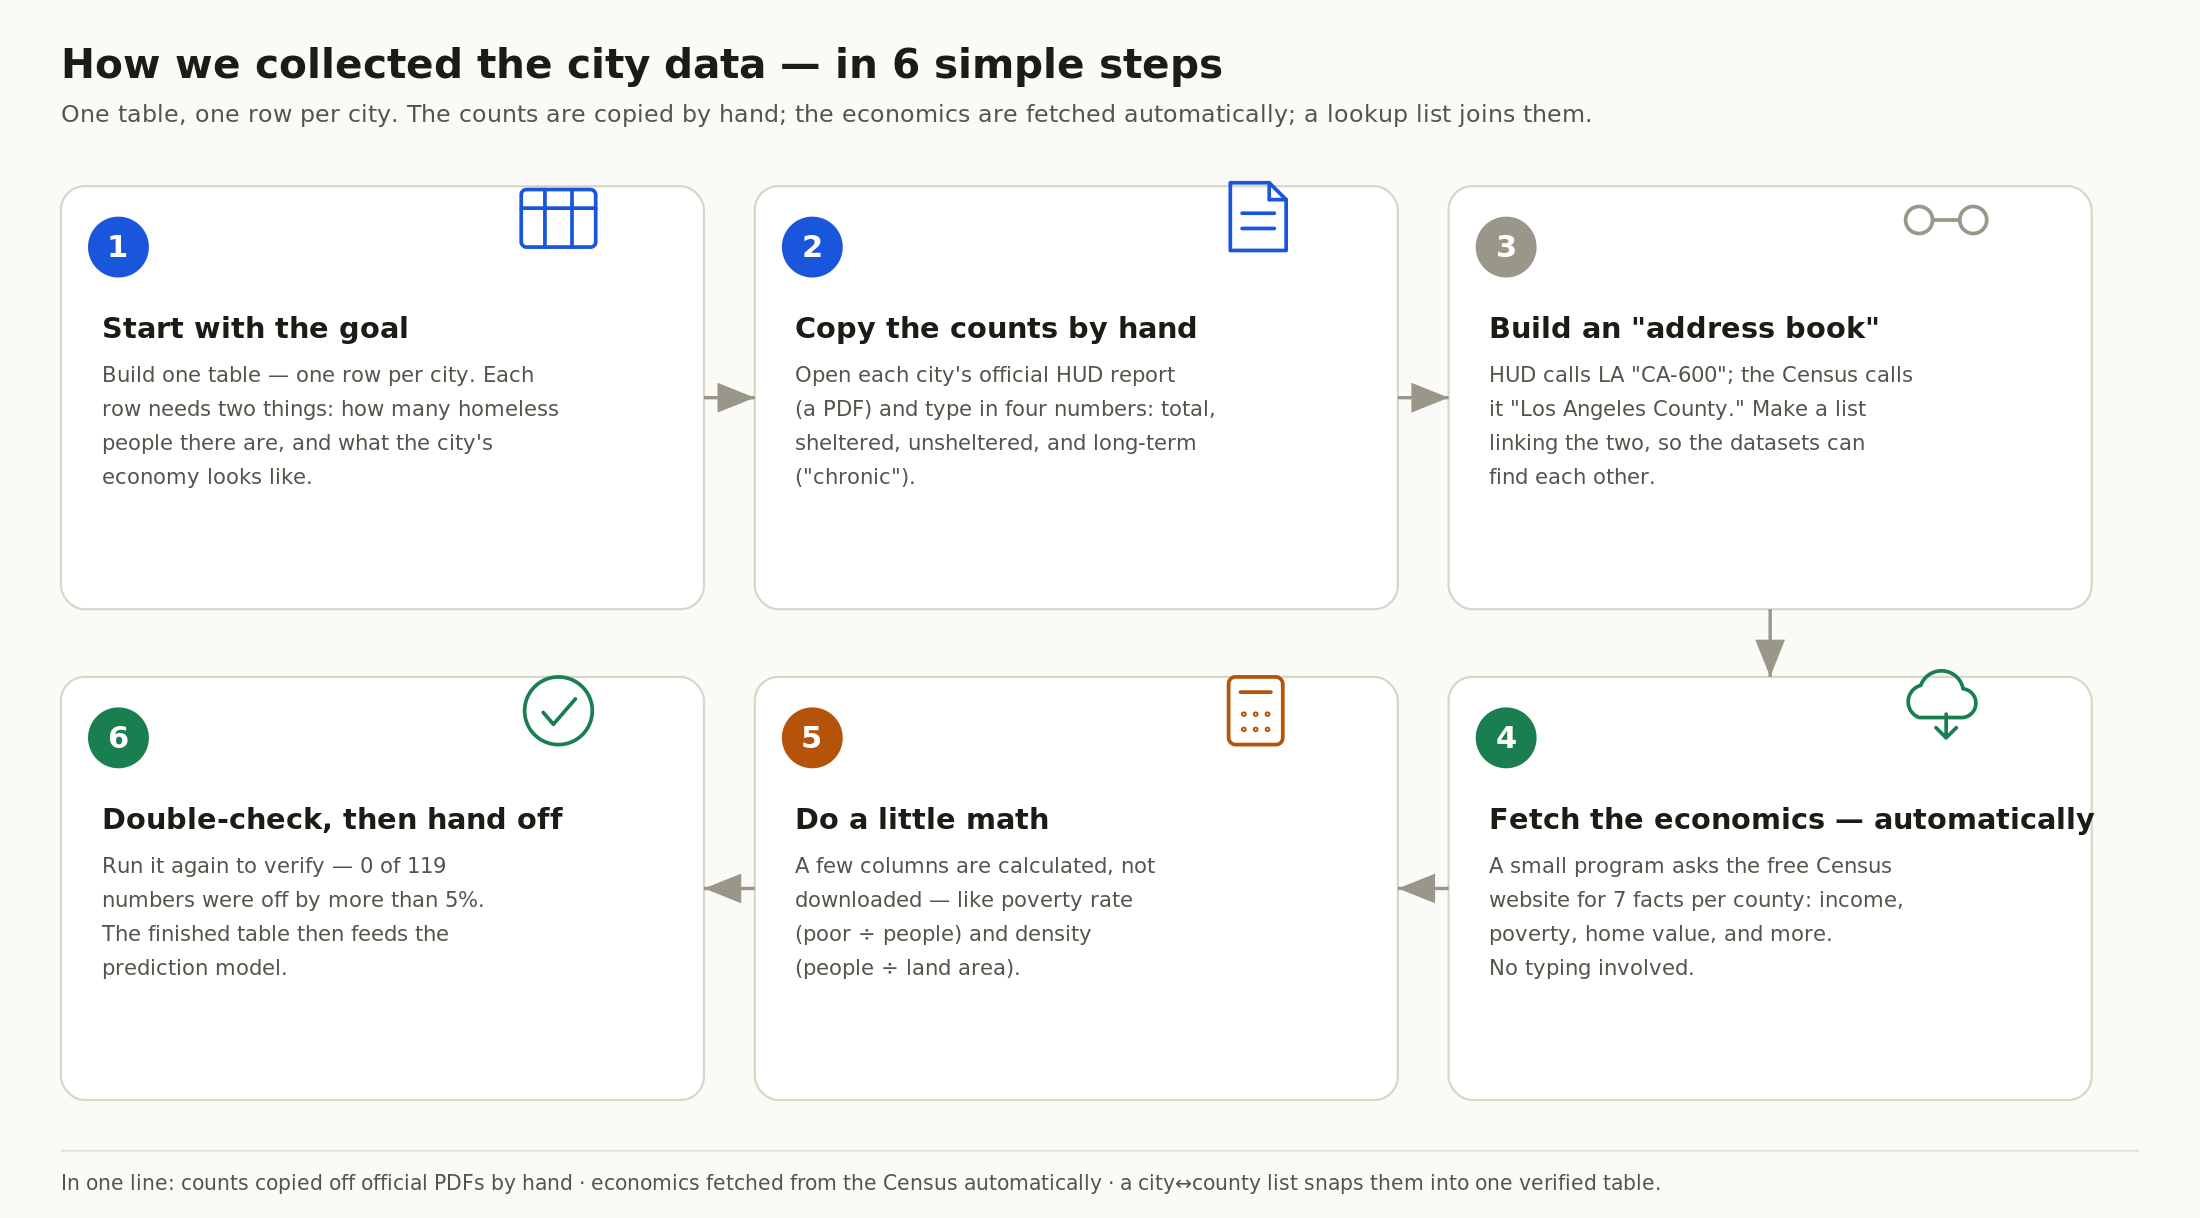 How we collected the city data — in 6 simple steps
One table, one row per city. The counts are copied by hand; the economics are fetched automatically; a lookup list joins them.
1
Start with the goal
Build one table — one row per city. Each
row needs two things: how many homeless
people there are, and what the city's
economy looks like.
2
Copy the counts by hand
Open each city's official HUD report
(a PDF) and type in four numbers: total,
sheltered, unsheltered, and long-term
("chronic").
3
Build an "address book"
HUD calls LA "CA-600"; the Census calls
it "Los Angeles County." Make a list
linking the two, so the datasets can
find each other.
4
Fetch the economics — automatically
A small program asks the free Census
website for 7 facts per county: income,
poverty, home value, and more.
No typing involved.
5
Do a little math
A few columns are calculated, not
downloaded — like poverty rate
(poor ÷ people) and density
(people ÷ land area).
6
Double-check, then hand off
Run it again to verify — 0 of 119
numbers were off by more than 5%.
The finished table then feeds the
prediction model.
In one line: counts copied off official PDFs by hand · economics fetched from the Census automatically · a city↔county list snaps them into one verified table.